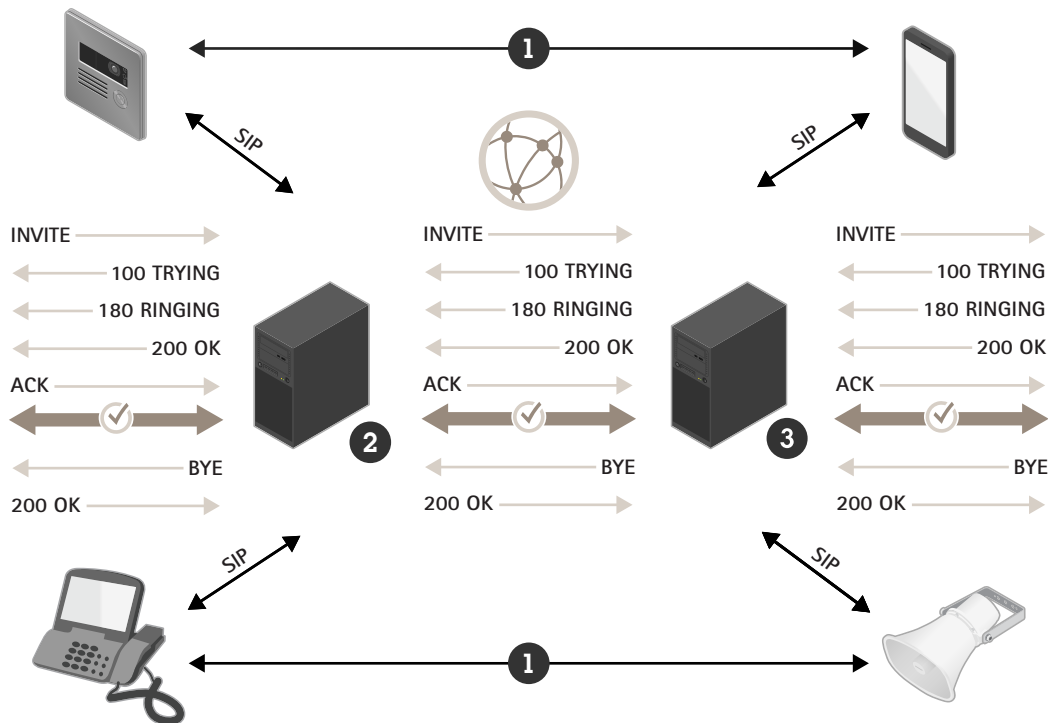 1
SIP
SIP
INVITE
100 TRYING
180 RINGING
200 OK
ACK
BYE
200 OK
INVITE
100 TRYING
180 RINGING
200 OK
ACK
BYE
200 OK
INVITE
100 TRYING
180 RINGING
200 OK
ACK
BYE
200 OK
2
3
SIP
SIP
1